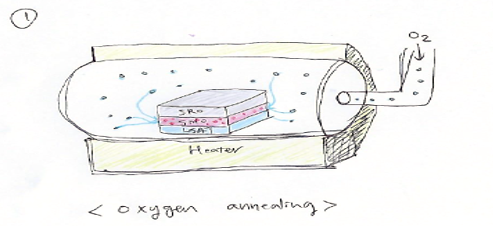 ①
O₂
SRO
LSAT
Heater
< oxygen annealing >